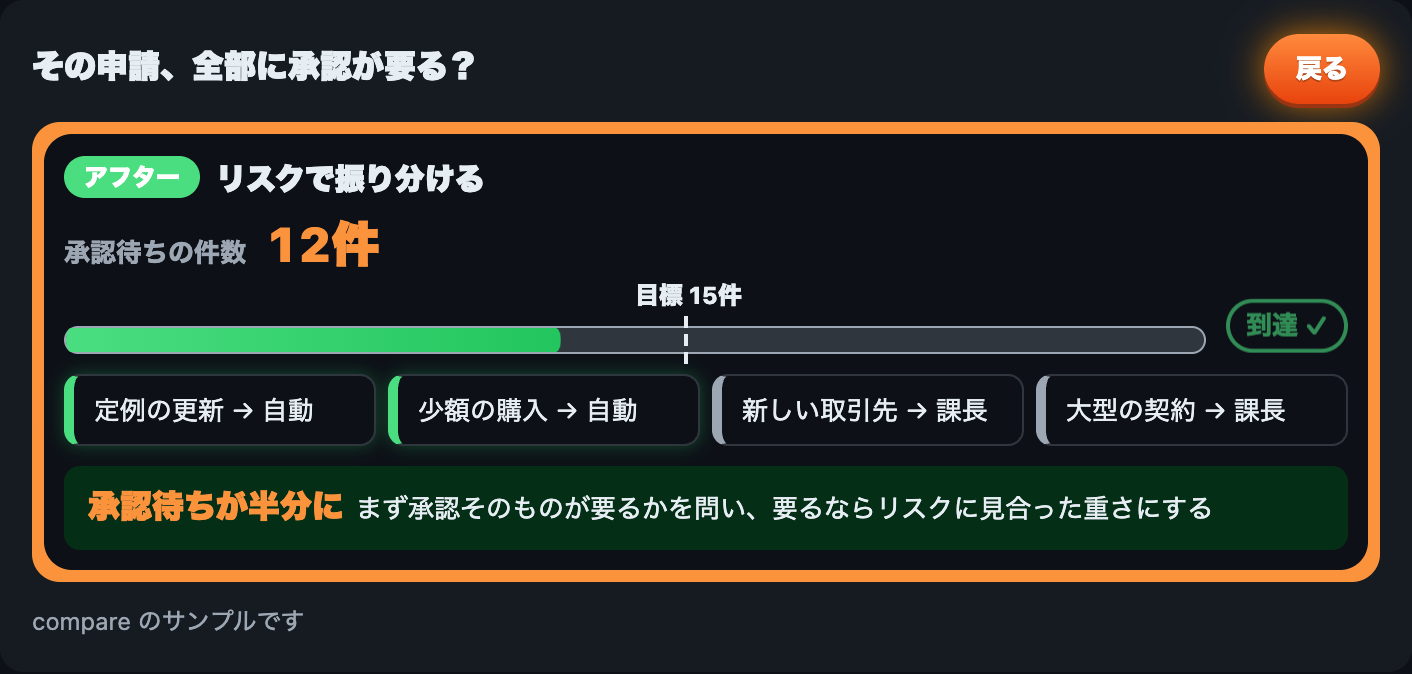 その申請、全部に承認が要る？
戻る
アフター リスクで振り分ける
承認待ちの件数 12件
目標 15件
到達 ✓
定例の更新 → 自動
少額の購入 → 自動
新しい取引先 → 課長
大型の契約 → 課長
承認待ちが半分に まず承認そのものが要るかを問い、要るならリスクに見合った重さにする
compare のサンプルです